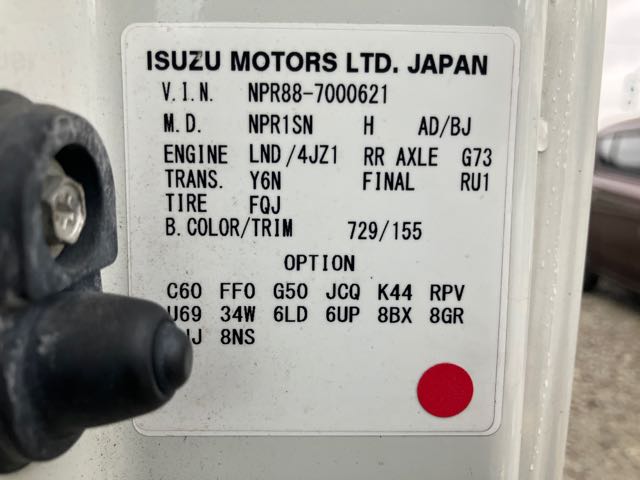 ISUZU MOTORS LTD. JAPAN
V.I.N. NPR88-7000621
M.D. NPR1SN H AD/BJ
ENGINE LND/4JZ1 RR AXLE G73
TRANS. Y6N FINAL RU1
TIRE FQJ
B.COLOR/TRIM 729/155
OPTION
C60 FF0 G50 JCQ K44 RPV
U69 34W 6LD 6UP 8BX 8GR
8NS